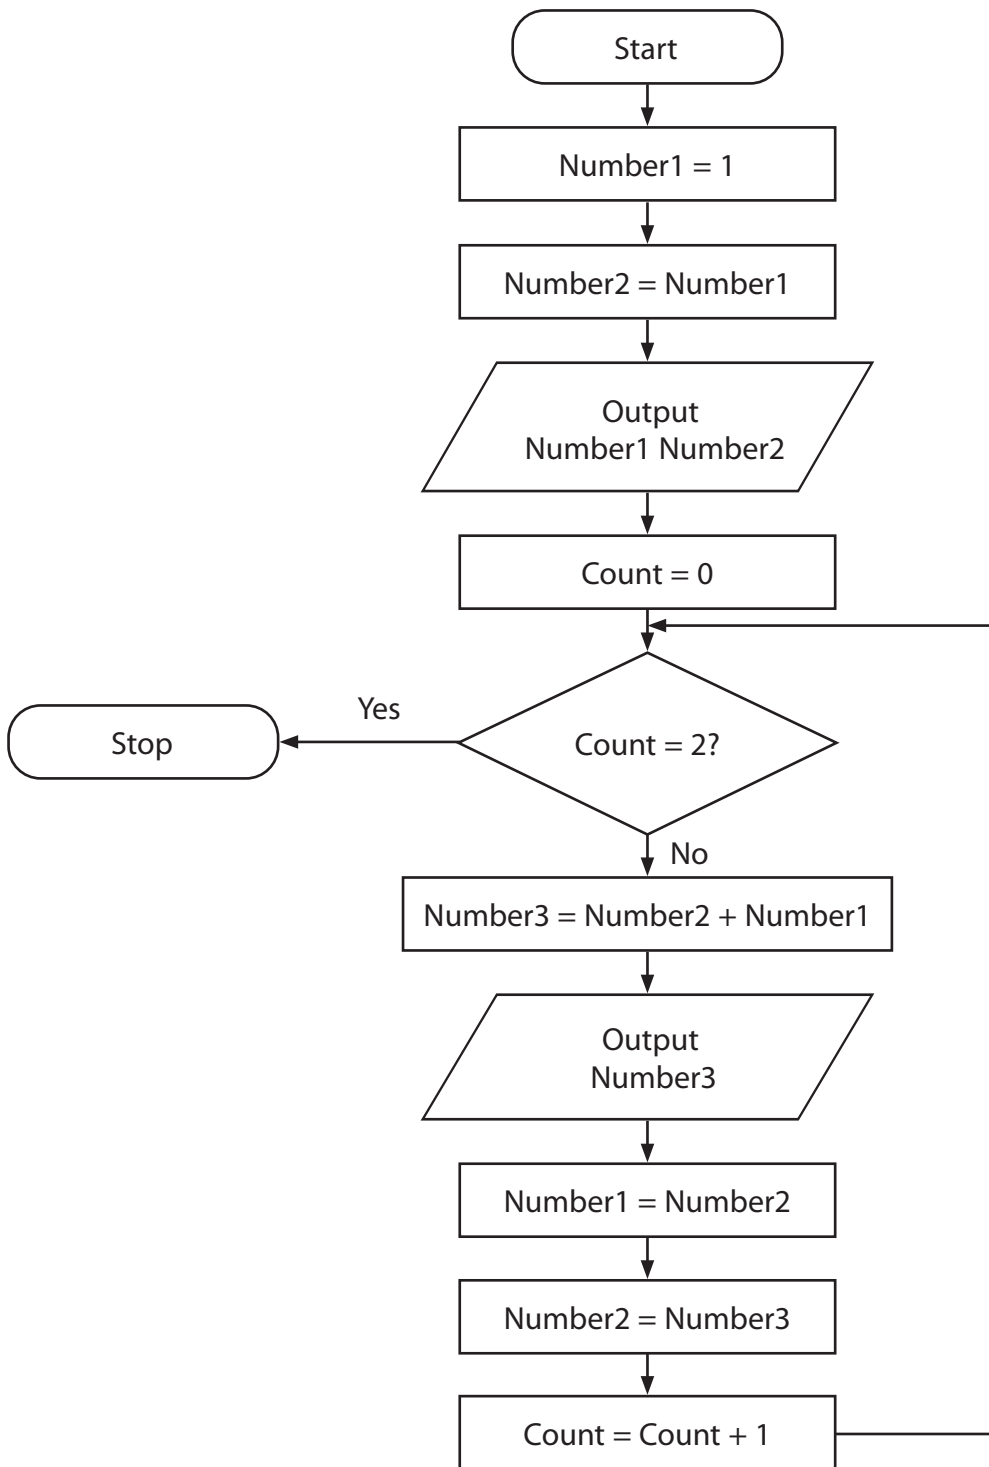 Start
Number1 = 1
Number2 = Number1
Output
Number1 Number2
Count = 0
Yes
Stop
Count = 2?
No
Number3 = Number2 + Number1
Output
Number3
Number1 = Number2
Number2 = Number3
Count = Count + 1